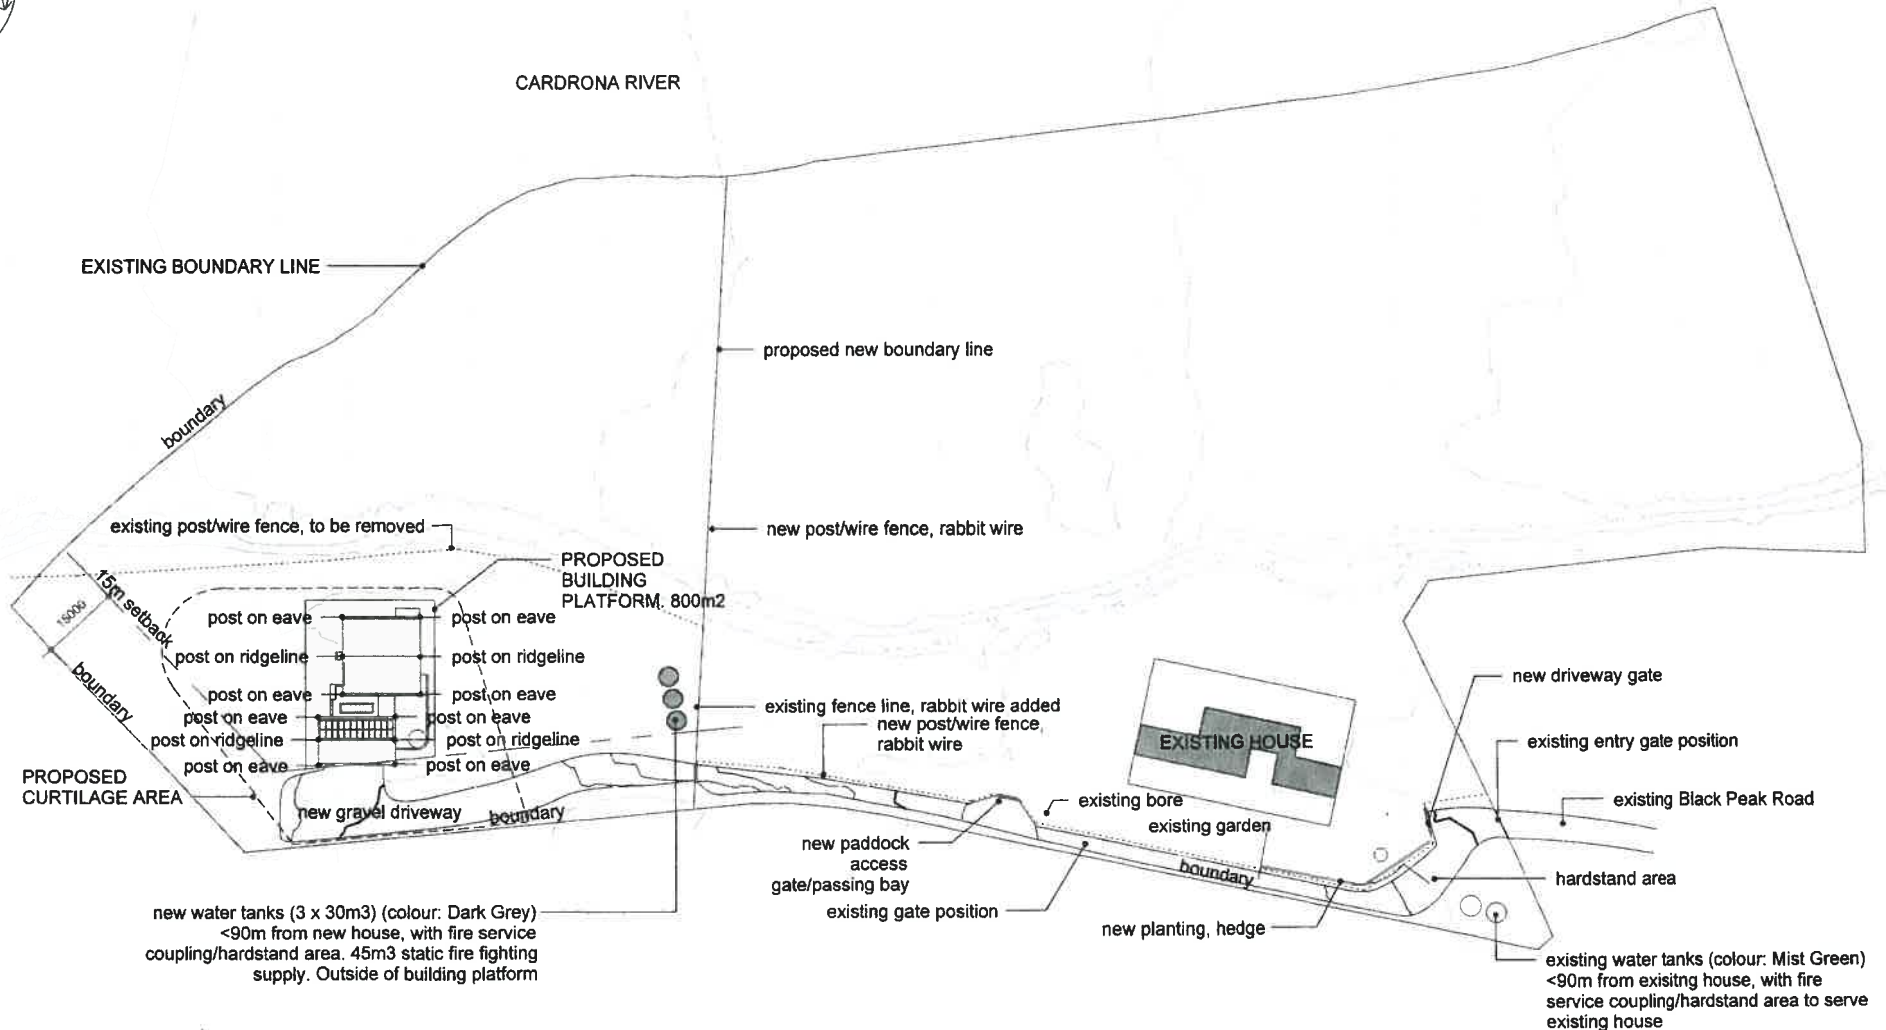 CARDRONA RIVER
EXISTING BOUNDARY LINE
proposed new boundary line
boundary
existing post/wire fence, to be removed
new post/wire fence, rabbit wire
PROPOSED
BUILDING
PLATFORM. 800m2
15m setback
15000
boundary
post on eave
post on eave
post on ridgeline
post on ridgeline
post on eave
post on eave
post on eave
post on eave
post on ridgeline
post on ridgeline
post on eave
post on eave
PROPOSED
CURTILAGE AREA
new gravel driveway
boundary
existing fence line, rabbit wire added
new post/wire fence,
rabbit wire
EXISTING HOUSE
new driveway gate
existing entry gate position
existing Black Peak Road
existing bore
existing garden
new paddock
access
gate/passing bay
boundary
existing gate position
new planting, hedge
hardstand area
new water tanks (3 x 30m3) (colour: Dark Grey)
<90m from new house, with fire service
coupling/hardstand area. 45m3 static fire fighting
supply. Outside of building platform
existing water tanks (colour: Mist Green)
<90m from exisitng house, with fire
service coupling/hardstand area to serve
existing house